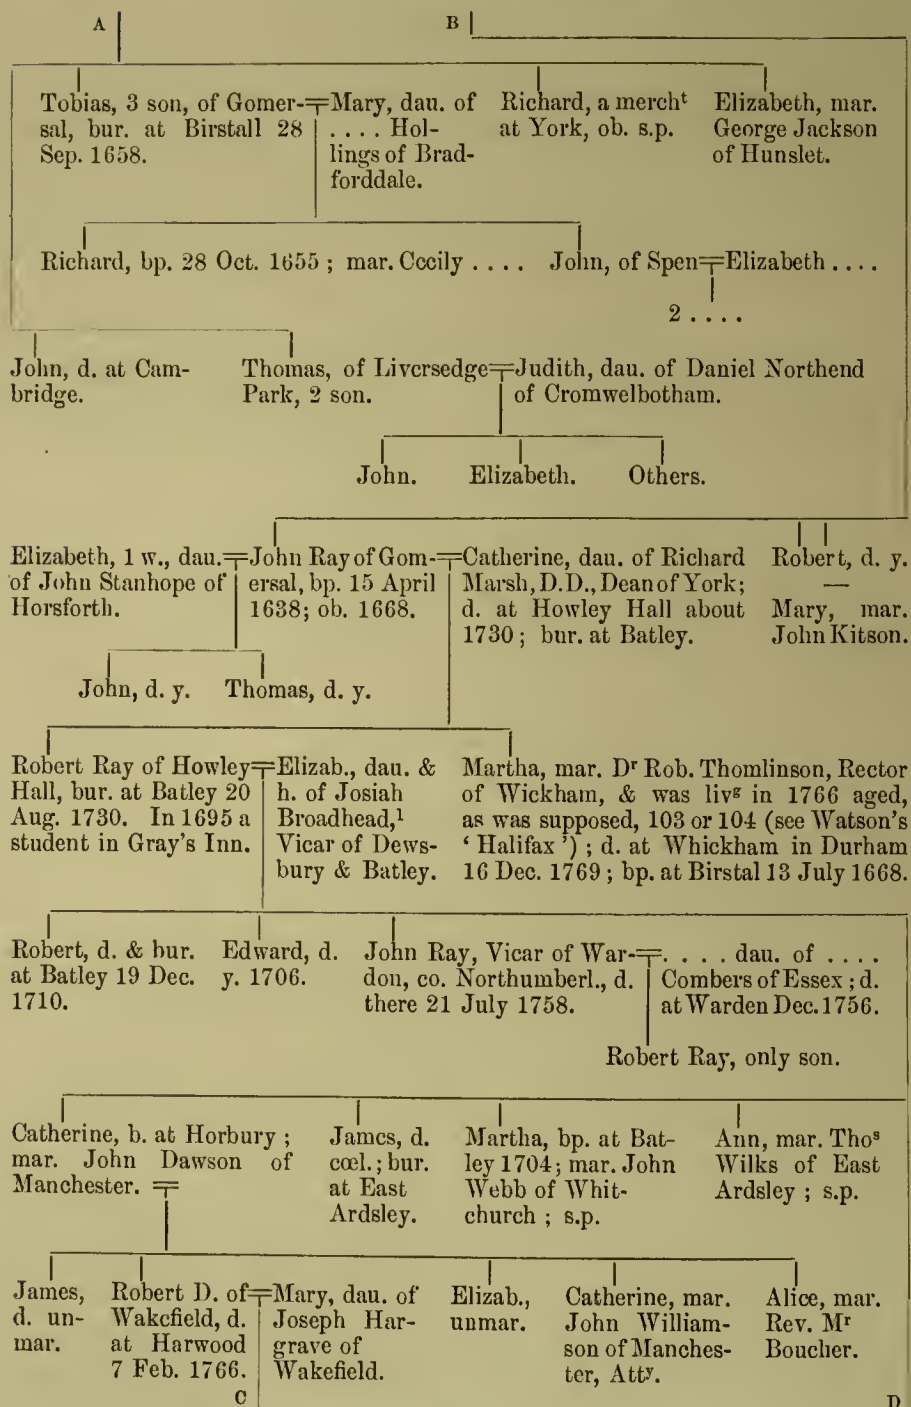 A
B
Tobias, 3 son, of Gomer-
sal, bur. at Birstall 28
Sep. 1658.
Mary, dau. of
. . . . Hol-
lings of Brad-
forddale.
Richard, a mercht
at York, ob. s.p.
Elizabeth, mar.
George Jackson
of Hunslet.
Richard, bp. 28 Oct. 1655 ; mar. Cecily . . . .
John, of Spen
Elizabeth . . . .
2 . . . .
John, d. at Cam-
bridge.
Thomas, of Liversedge
Park, 2 son.
Judith, dau. of Daniel Northend
of Cromwelbotham.
John.
Elizabeth.
Others.
Elizabeth, 1 w., dau.
of John Stanhope of
Horsforth.
John Ray of Gom-
ersal, bp. 15 April
1638; ob. 1668.
Catherine, dau. of Richard
Marsh, D.D., Dean of York;
d. at Howley Hall about
1730 ; bur. at Batley.
Robert, d. y.
—
Mary, mar.
John Kitson.
John, d. y.
Thomas, d. y.
Robert Ray of Howley
Hall, bur. at Batley 20
Aug. 1730. In 1695 a
student in Gray's Inn.
Elizab., dau. &
h. of Josiah
Broadhead,1
Vicar of Dews-
bury & Batley.
Martha, mar. Dr Rob. Thomlinson, Rector
of Wickham, & was livg in 1766 aged,
as was supposed, 103 or 104 (see Watson's
' Halifax ') ; d. at Whickham in Durham
16 Dec. 1769 ; bp. at Birstal 13 July 1668.
Robert, d. & bur.
at Batley 19 Dec.
1710.
Edward, d.
y. 1706.
John Ray, Vicar of War-
don, co. Northumberl., d.
there 21 July 1758.
. . . . dau. of . . . .
Combers of Essex ; d.
at Warden Dec. 1756.
Robert Ray, only son.
Catherine, b. at Horbury ;
mar. John Dawson of
Manchester.
James, d.
cœl.; bur.
at East
Ardsley.
Martha, bp. at Bat-
ley 1704; mar. John
Webb of Whit-
church ; s.p.
Ann, mar. Thos
Wilks of East
Ardsley ; s.p.
James,
d. un-
mar.
Robert D. of
Wakefield, d.
at Harwood
7 Feb. 1766.
C
Mary, dau. of
Joseph Har-
grave of
Wakefield.
Elizab.,
unmar.
Catherine, mar.
John William-
son of Manches-
ter, Atty.
Alice, mar.
Rev. Mr
Boucher.
D